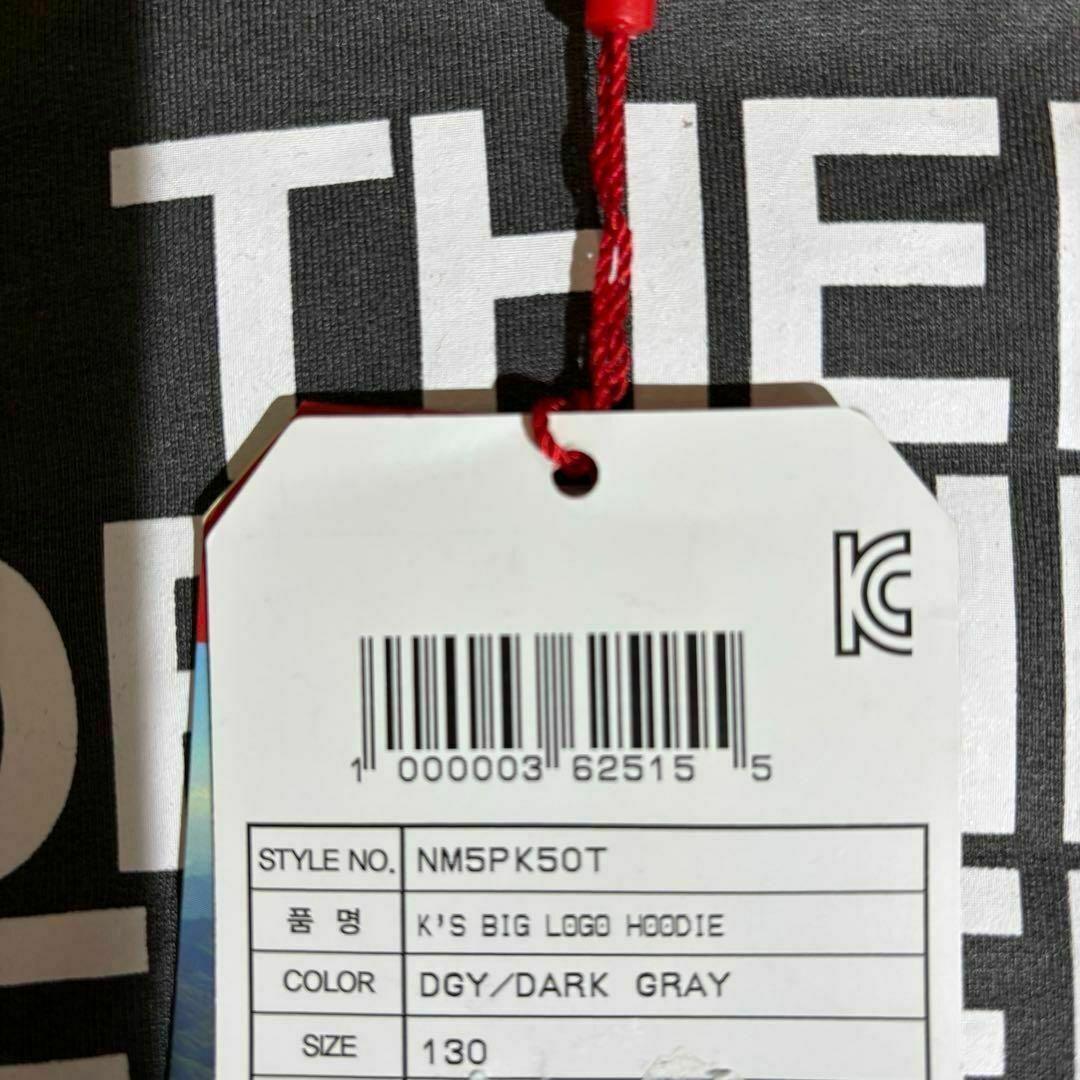 THE
KC
1 000003 62515 5
STYLE NO. NM5PK50T
품 명 K'S BIG LOGO HOODIE
COLOR DGY/DARK GRAY
SIZE 130